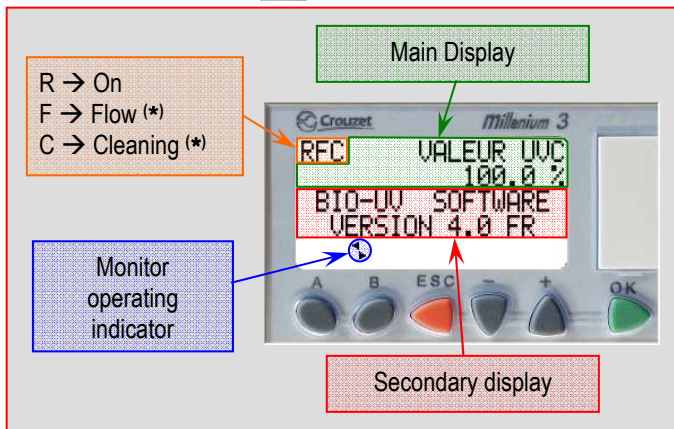 Main Display
R → On
F → Flow (*)
C → Cleaning (*)
Crouzet millenium 3
RFC VALEUR UVC
100.0 %
BIO-UV SOFTWARE
VERSION 4.0 FR
Monitor
operating
indicator
A B ESC - + OK
Secondary display